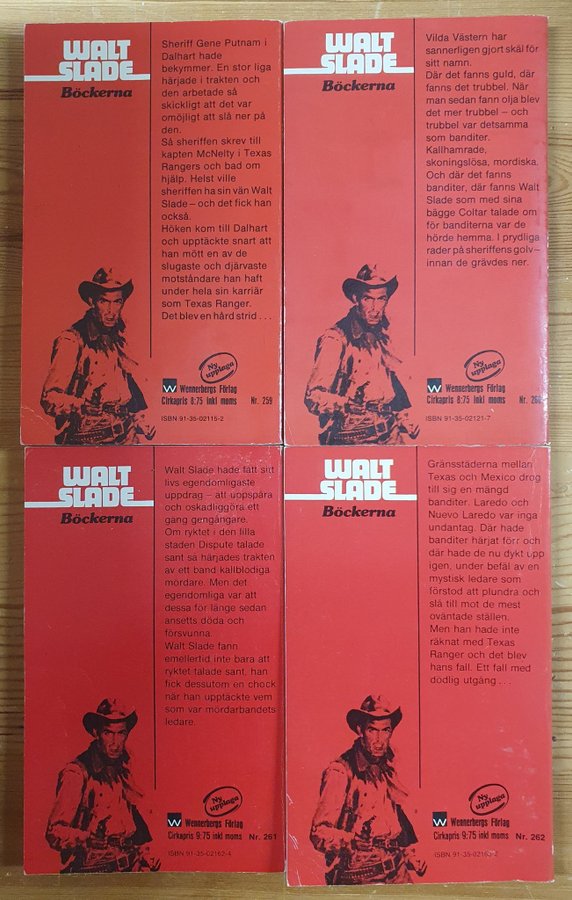 WALT
SLADE
Böckerna
Sheriff Gene Putnam i
Dalhart hade
bekymmer. En stor liga
härjade i trakten och
den arbetade så
skickligt att det var
omöjligt att slå ner på
den.
Så sheriffen skrev till
kapten McNelty i Texas
Rangers och bad om
hjälp. Helst ville
sheriffen ha sin vän Walt
Slade – och det fick han
också.
Höken kom till Dalhart
och upptäckte snart att
han mött en av de
slugaste och djärvaste
motståndare han haft
under hela sin karriär
som Texas Ranger.
Det blev en hård strid . . .
Ny
upplaga
W Wennerbergs Förlag
Cirkapris 8:75 inkl moms Nr. 259
ISBN 91-35-02115-2
WALT
SLADE
Böckerna
Vilda Västern har
sannerligen gjort skäl för
sitt namn.
Där det fanns guld, där
fanns det trubbel. När
man sedan fann olja blev
det mer trubbel – och
trubbel var detsamma
som banditer.
Kallhamrade,
skoningslösa, mordiska.
Och där det fanns
banditer, där fanns Walt
Slade som med sina
bägge Coltar talade om
för banditerna var de
hörde hemma. I prydliga
rader på sheriffens golv –
innan de grävdes ner.
Ny
upplaga
W Wennerbergs Förlag
Cirkapris 8:75 inkl moms Nr. 260
ISBN 91-35-02121-7
WALT
SLADE
Böckerna
Walt Slade hade fått sitt
livs egendomligaste
uppdrag – att uppspåra
och oskadliggöra ett
gang gengångare.
Om ryktet i den lilla
staden Dispute talade
sant så härjades trakten
av ett band kallblodiga
mördare. Men det
egendomliga var att
dessa för länge sedan
ansetts döda och
försvunna.
Walt Slade fann
emellertid inte bara att
ryktet talade sant, han
fick dessutom en chock
när han upptäckte vem
som var mördarbandets
ledare.
Ny
upplaga
W Wennerbergs Förlag
Cirkapris 9:75 inkl moms Nr. 261
ISBN 91-35-02162-4
WALT
SLADE
Böckerna
Gränsstäderna mellan
Texas och Mexico drog
till sig en mängd
banditer. Laredo och
Nuevo Laredo var inga
undantag. Där hade
banditer härjat förr och
där hade de nu dykt upp
igen, under befäl av en
mystisk ledare som
förstod att plundra och
slå till mot de mest
oväntade ställen.
Men han hade inte
räknat med Texas
Ranger och det blev
hans fall. Ett fall med
dödlig utgång . . .
Ny
upplaga
W Wennerbergs Förlag
Cirkapris 9:75 inkl moms Nr. 262
ISBN 91-35-02163-2